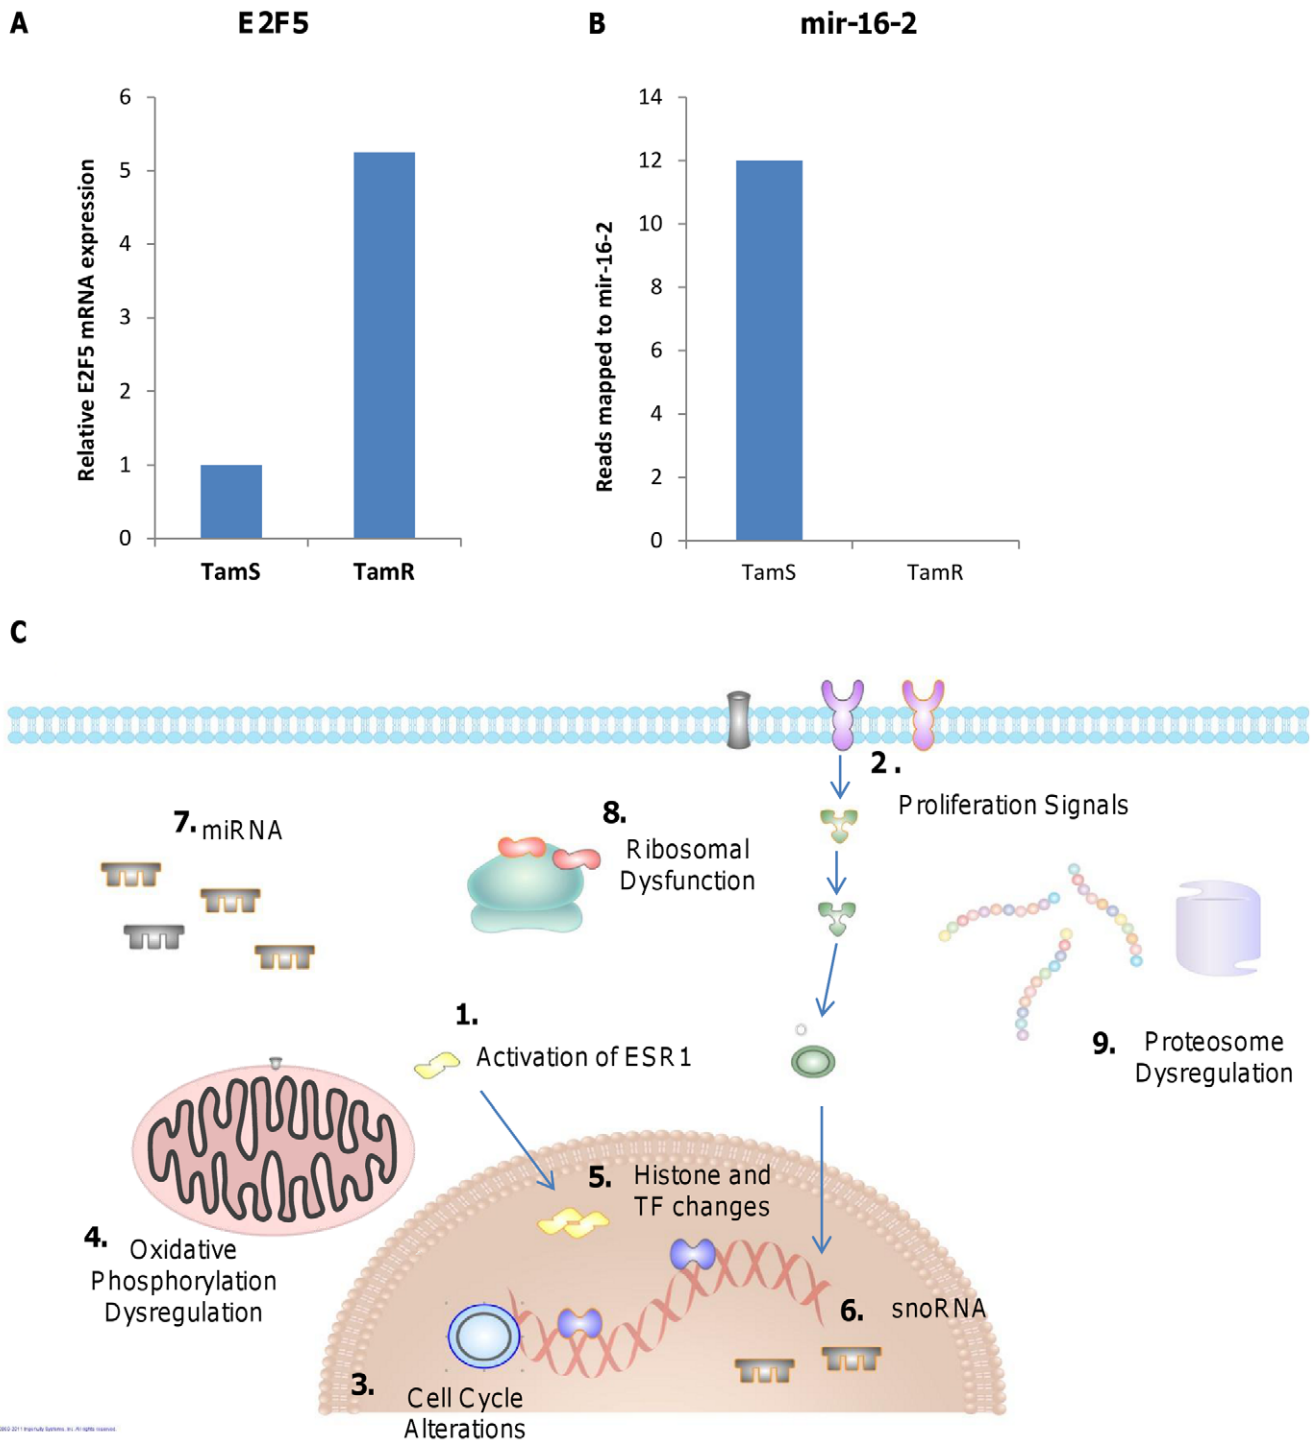 A
E2F5
B
mir-16-2
Relative E2F5 mRNA expression
6
5
4
3
2
1
0
TamS
TamR
Reads mapped to mir-16-2
14
12
10
8
6
4
2
0
TamS
TamR
C
2.
Proliferation Signals
7. miRNA
8.
Ribosomal
Dysfunction
1.
Activation of ESR1
9.
Proteosome
Dysregulation
5.
Histone and
TF changes
4.
Oxidative
Phosphorylation
Dysregulation
6.
snoRNA
3.
Cell Cycle
Alterations